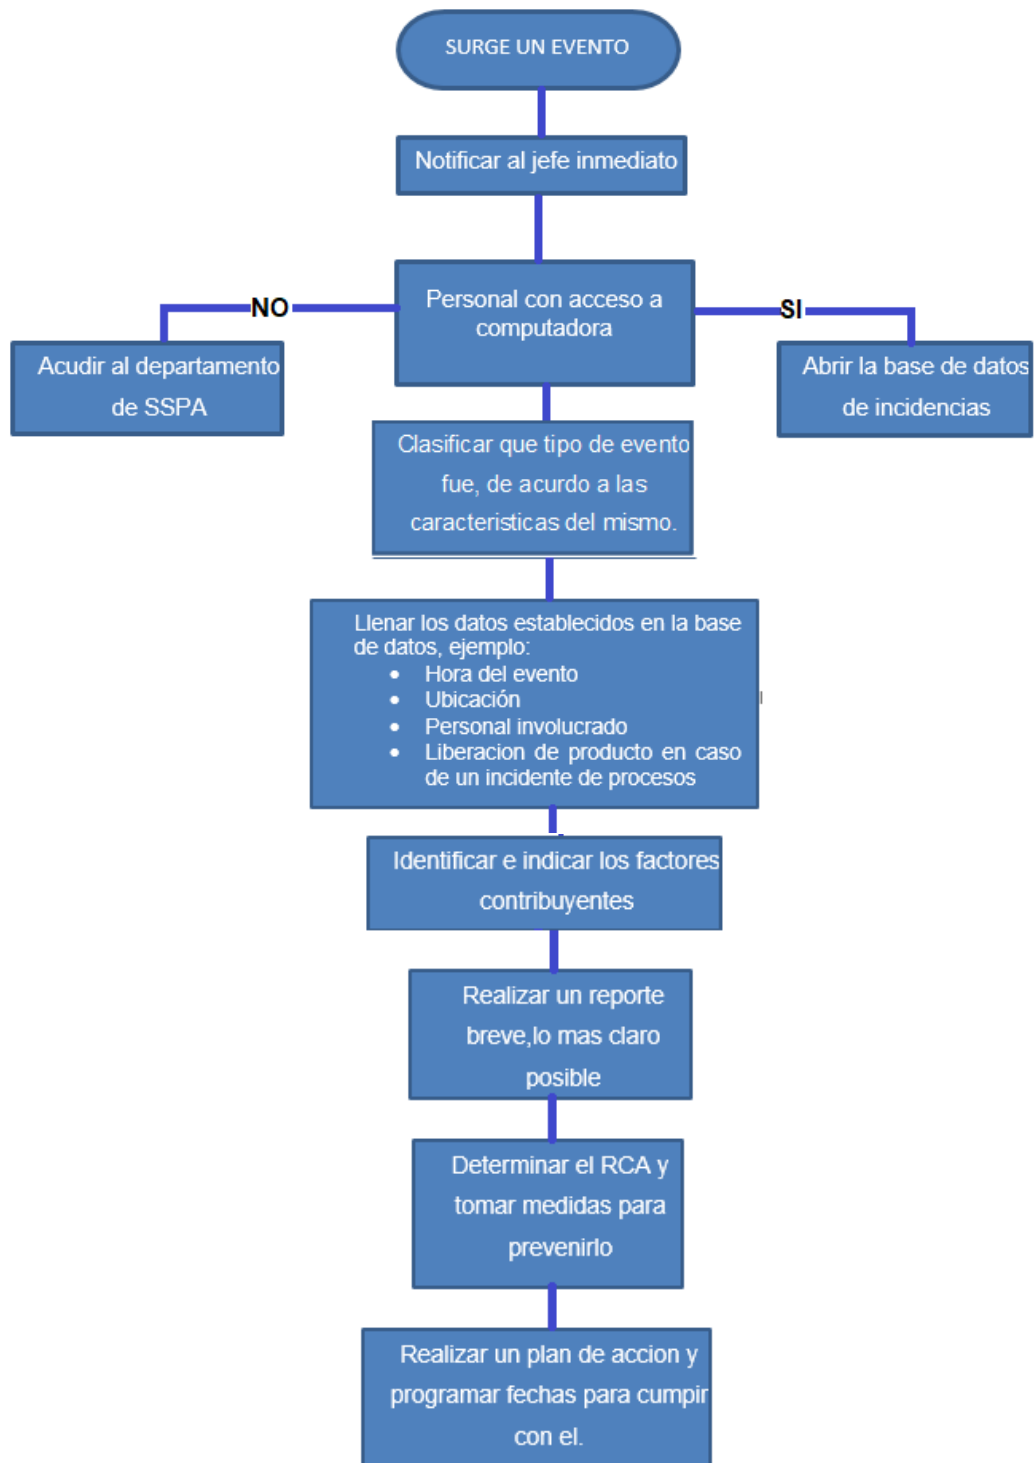 SURGE UN EVENTO
Notificar al jefe inmediato
Personal con acceso a
computadora
NO
SI
Acudir al departamento
de SSPA
Abrir la base de datos
de incidencias
Clasificar que tipo de evento
fue, de acurdo a las
caracteristicas del mismo.
Llenar los datos establecidos en la base
de datos, ejemplo:
• Hora del evento
• Ubicación
• Personal involucrado
• Liberacion de producto en caso
de un incidente de procesos
Identificar e indicar los factores
contribuyentes
Realizar un reporte
breve,lo mas claro
posible
Determinar el RCA y
tomar medidas para
prevenirlo
Realizar un plan de accion y
programar fechas para cumpir
con el.